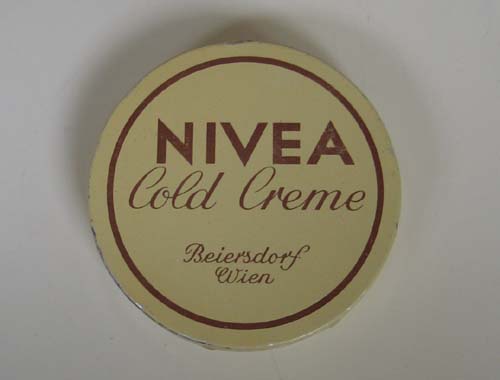 NIVEA
Cold Creme
Beiersdorf
Wien